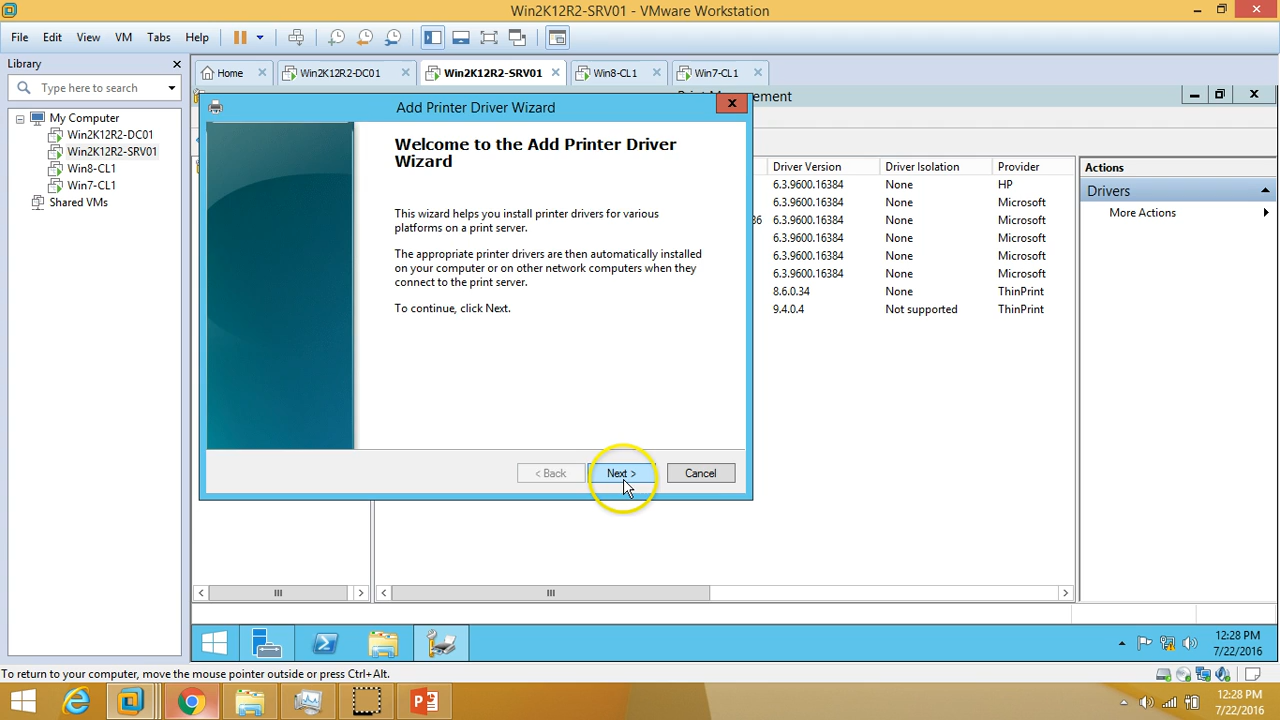 Win2K12R2-SRV01 - VMware Workstation
File Edit View VM Tabs Help
Library
Type here to search
My Computer
Win2K12R2-DC01
Win2K12R2-SRV01
Win8-CL1
Win7-CL1
Shared VMs
Home Win2K12R2-DC01 Win2K12R2-SRV01 Win8-CL1 Win7-CL1
Add Printer Driver Wizard
Welcome to the Add Printer Driver
Wizard
This wizard helps you install printer drivers for various
platforms on a print server.
The appropriate printer drivers are then automatically installed
on your computer or on other network computers when they
connect to the print server.
To continue, click Next.
< Back Next > Cancel
Driver Version Driver Isolation Provider
6.3.9600.16384 None HP
6.3.9600.16384 None Microsoft
86 6.3.9600.16384 None Microsoft
6.3.9600.16384 None Microsoft
6.3.9600.16384 None Microsoft
6.3.9600.16384 None Microsoft
8.6.0.34 None ThinPrint
9.4.0.4 Not supported ThinPrint
Actions
Drivers
More Actions
12:28 PM
7/22/2016
To return to your computer, move the mouse pointer outside or press Ctrl+Alt.
12:28 PM
7/22/2016